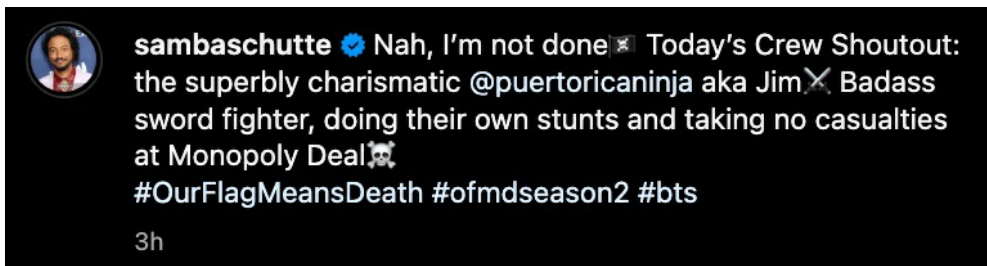 sambaschutte Nah, I’m not done🏴‍☠️ Today’s Crew Shoutout:
the superbly charismatic @puertoricaninja aka Jim⚔️ Badass
sword fighter, doing their own stunts and taking no casualties
at Monopoly Deal☠️
#OurFlagMeansDeath #ofmdseason2 #bts
3h